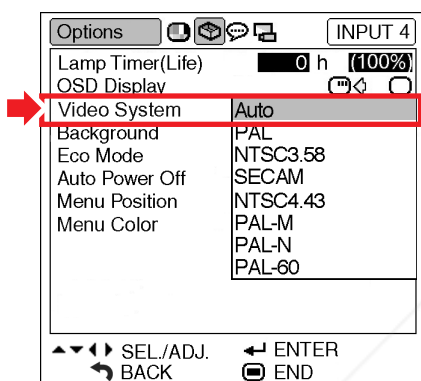 Options INPUT 4
Lamp Timer(Life) 0 h (100%)
OSD Display
Video System Auto
Background PAL
Eco Mode NTSC3.58
Auto Power Off SECAM
Menu Position NTSC4.43
Menu Color PAL-M
PAL-N
PAL-60
SEL./ADJ. ENTER
BACK END